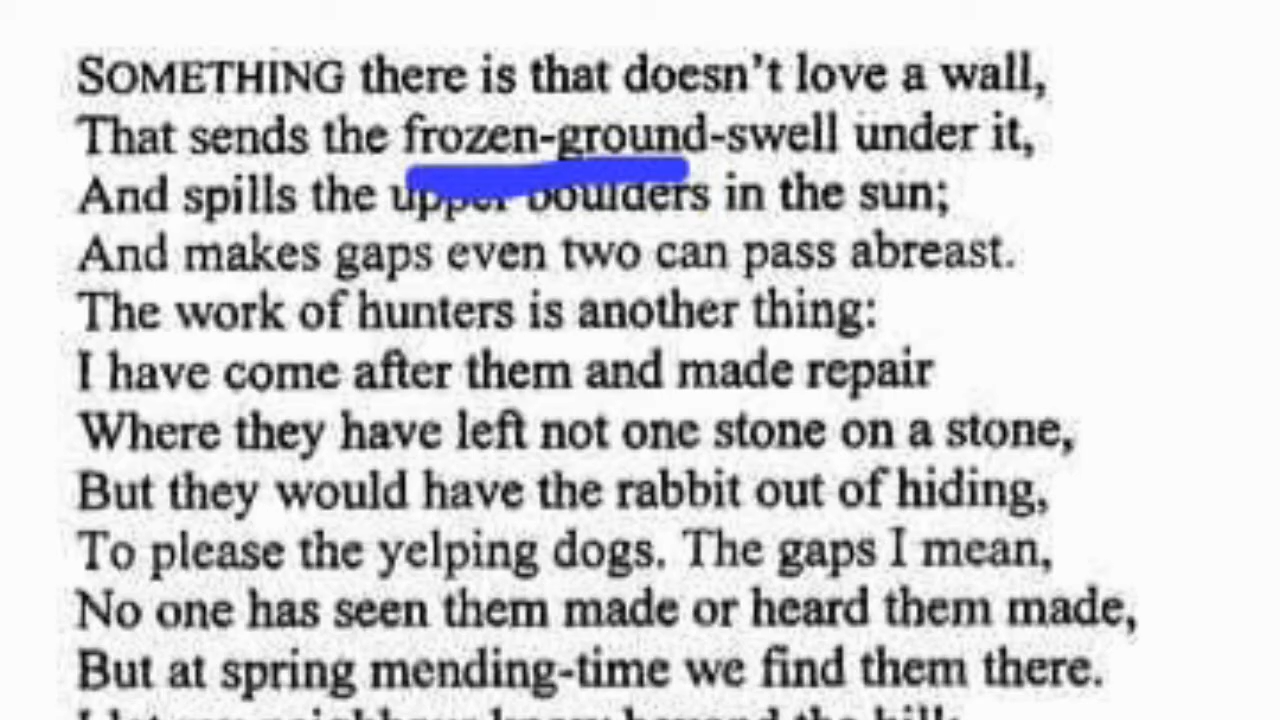 SOMETHING there is that doesn't love a wall,
That sends the frozen-ground-swell under it,
And spills the upper boulders in the sun;
And makes gaps even two can pass abreast.
The work of hunters is another thing:
I have come after them and made repair
Where they have left not one stone on a stone,
But they would have the rabbit out of hiding,
To please the yelping dogs. The gaps I mean,
No one has seen them made or heard them made,
But at spring mending-time we find them there.